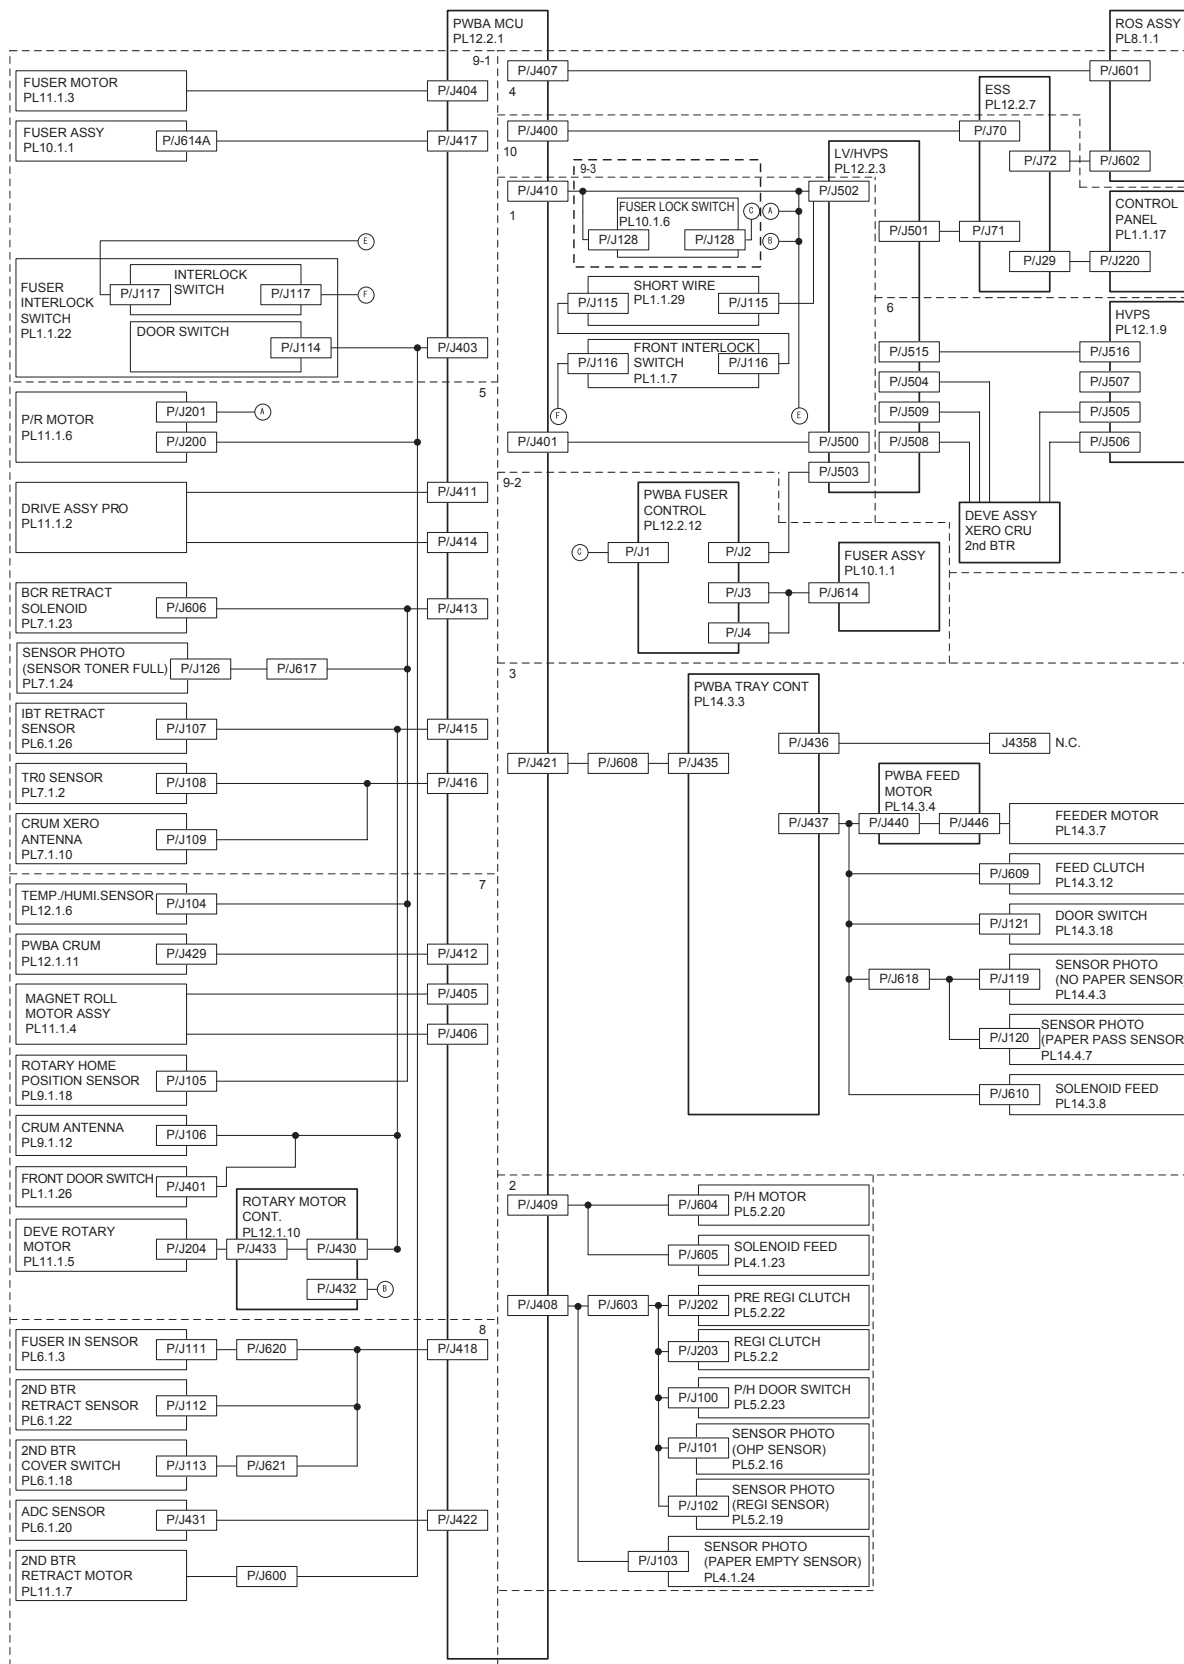 PWBA MCU
PL12.2.1
ROS ASSY
PL8.1.1
9-1
FUSER MOTOR
PL11.1.3
P/J404
FUSER ASSY
PL10.1.1
P/J614A
P/J417
E
FUSER
INTERLOCK
SWITCH
PL1.1.22
INTERLOCK
SWITCH
P/J117
P/J117
F
DOOR SWITCH
P/J114
P/J403
5
P/R MOTOR
PL11.1.6
P/J201
A
P/J200
DRIVE ASSY PRO
PL11.1.2
P/J411
P/J414
BCR RETRACT
SOLENOID
PL7.1.23
P/J606
P/J413
SENSOR PHOTO
(SENSOR TONER FULL)
PL7.1.24
P/J126
P/J617
IBT RETRACT
SENSOR
PL6.1.26
P/J107
P/J415
TR0 SENSOR
PL7.1.2
P/J108
P/J416
CRUM XERO
ANTENNA
PL7.1.10
P/J109
7
TEMP./HUMI.SENSOR
PL12.1.6
P/J104
PWBA CRUM
PL12.1.11
P/J429
P/J412
MAGNET ROLL
MOTOR ASSY
PL11.1.4
P/J405
P/J406
ROTARY HOME
POSITION SENSOR
PL9.1.18
P/J105
CRUM ANTENNA
PL9.1.12
P/J106
FRONT DOOR SWITCH
PL1.1.26
P/J401
ROTARY MOTOR
CONT.
PL12.1.10
DEVE ROTARY
MOTOR
PL11.1.5
P/J204
P/J433
P/J430
P/J432
B
8
FUSER IN SENSOR
PL6.1.3
P/J111
P/J620
P/J418
2ND BTR
RETRACT SENSOR
PL6.1.22
P/J112
2ND BTR
COVER SWITCH
PL6.1.18
P/J113
P/J621
ADC SENSOR
PL6.1.20
P/J431
P/J422
2ND BTR
RETRACT MOTOR
PL11.1.7
P/J600
P/J407
4
P/J601
P/J400
10
ESS
PL12.2.7
P/J70
P/J72
P/J602
LV/HVPS
PL12.2.3
9-3
P/J410
1
P/J502
FUSER LOCK SWITCH
PL10.1.6
C
A
P/J128
P/J128
B
P/J501
P/J71
P/J29
CONTROL
PANEL
PL1.1.17
P/J220
SHORT WIRE
PL1.1.29
P/J115
P/J115
FRONT INTERLOCK
SWITCH
PL1.1.7
P/J116
P/J116
F
E
6
HVPS
PL12.1.9
P/J515
P/J516
P/J504
P/J507
P/J509
P/J505
P/J508
P/J506
P/J401
P/J500
P/J503
DEVE ASSY
XERO CRU
2nd BTR
9-2
PWBA FUSER
CONTROL
PL12.2.12
C
P/J1
P/J2
P/J3
P/J4
FUSER ASSY
PL10.1.1
P/J614
3
PWBA TRAY CONT
PL14.3.3
P/J421
P/J608
P/J435
P/J436
J4358
N.C.
P/J437
PWBA FEED
MOTOR
PL14.3.4
P/J440
P/J446
FEEDER MOTOR
PL14.3.7
P/J609
FEED CLUTCH
PL14.3.12
P/J121
DOOR SWITCH
PL14.3.18
P/J618
P/J119
SENSOR PHOTO
(NO PAPER SENSOR)
PL14.4.3
P/J120
SENSOR PHOTO
(PAPER PASS SENSOR
PL14.4.7
P/J610
SOLENOID FEED
PL14.3.8
2
P/J409
P/J604
P/H MOTOR
PL5.2.20
P/J605
SOLENOID FEED
PL4.1.23
P/J408
P/J603
P/J202
PRE REGI CLUTCH
PL5.2.22
P/J203
REGI CLUTCH
PL5.2.2
P/J100
P/H DOOR SWITCH
PL5.2.23
P/J101
SENSOR PHOTO
(OHP SENSOR)
PL5.2.16
P/J102
SENSOR PHOTO
(REGI SENSOR)
PL5.2.19
P/J103
SENSOR PHOTO
(PAPER EMPTY SENSOR)
PL4.1.24